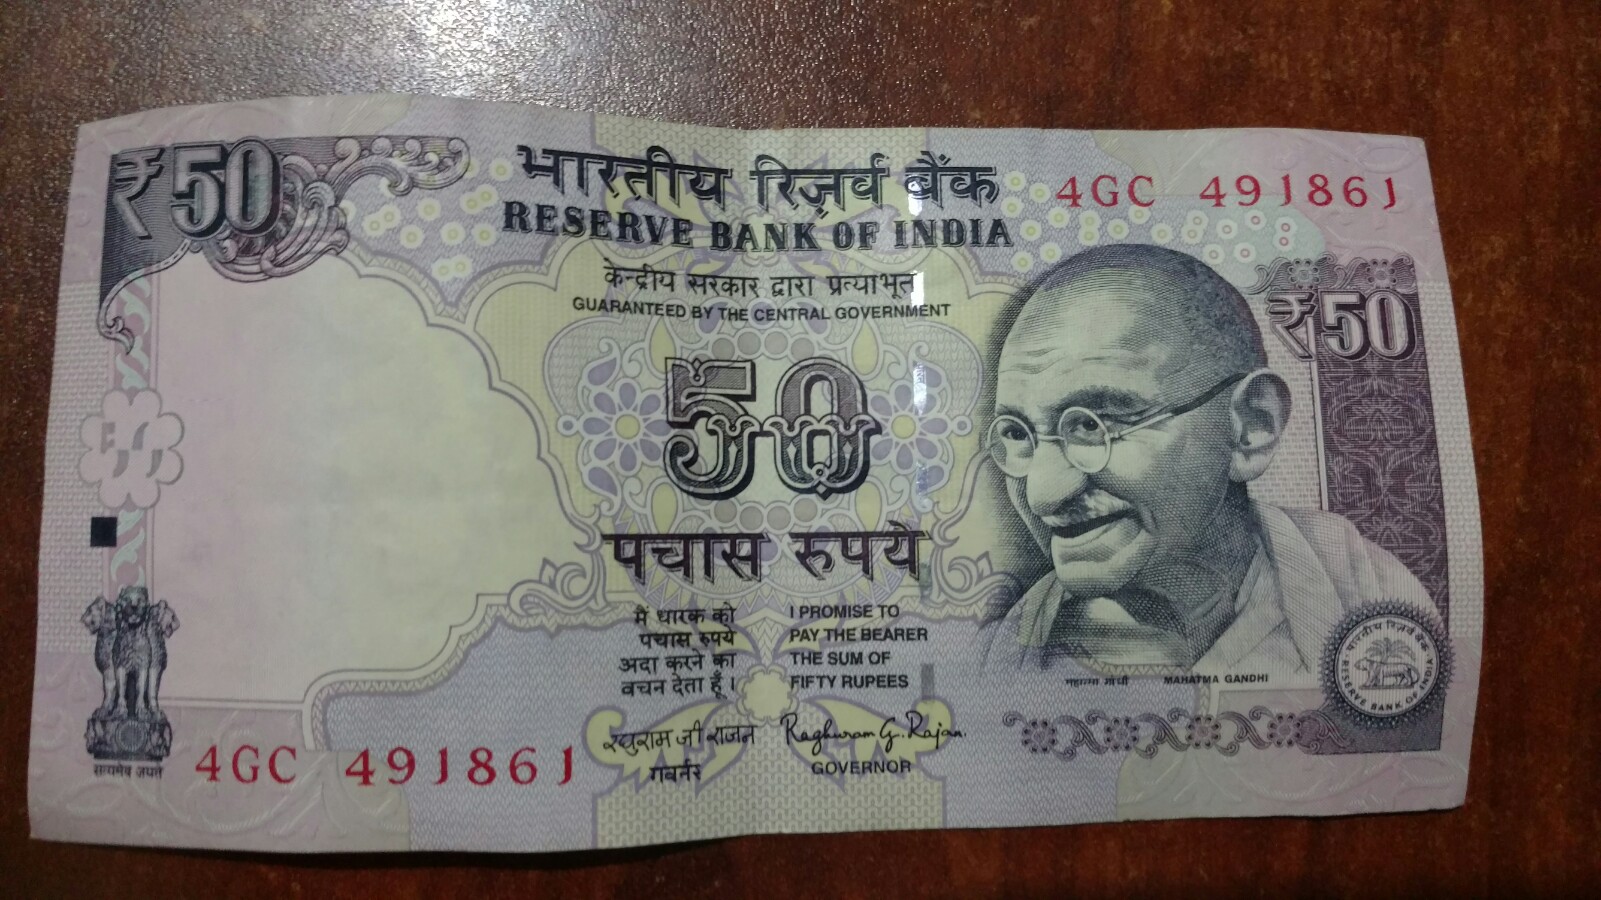 ₹50
भारतीय रिज़र्व बैंक
RESERVE BANK OF INDIA
4GC 491861
केन्द्रीय सरकार द्वारा प्रत्याभूत
GUARANTEED BY THE CENTRAL GOVERNMENT
₹50
50
पचास रुपये
मैं धारक को
पचास रुपये
अदा करने का
वचन देता हूँ।
I PROMISE TO
PAY THE BEARER
THE SUM OF
FIFTY RUPEES
महात्मा गांधी MAHATMA GANDHI
भारतीय रिज़र्व बैंक
RESERVE BANK OF INDIA
रघुराम जी राजन
गवर्नर
Raghuram G. Rajan.
GOVERNOR
सत्यमेव जयते
4GC 491861